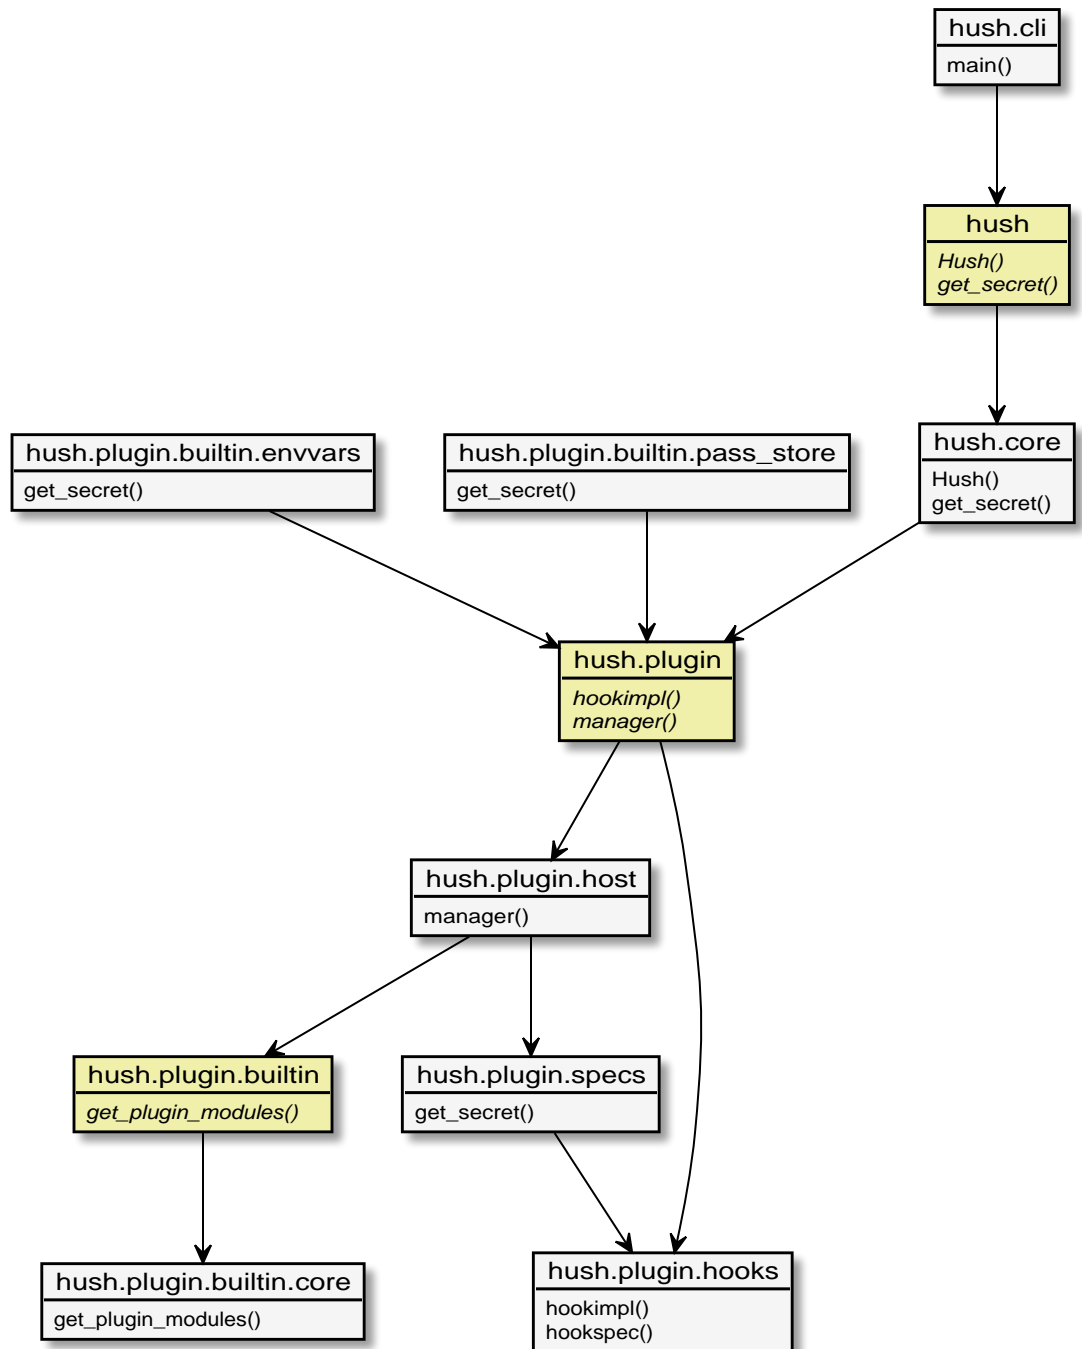 hush.cli
main()
hush
Hush()
get_secret()
hush.plugin.builtin.envvars
get_secret()
hush.plugin.builtin.pass_store
get_secret()
hush.core
Hush()
get_secret()
hush.plugin
hookimpl()
manager()
hush.plugin.host
manager()
hush.plugin.builtin
get_plugin_modules()
hush.plugin.specs
get_secret()
hush.plugin.builtin.core
get_plugin_modules()
hush.plugin.hooks
hookimpl()
hookspec()